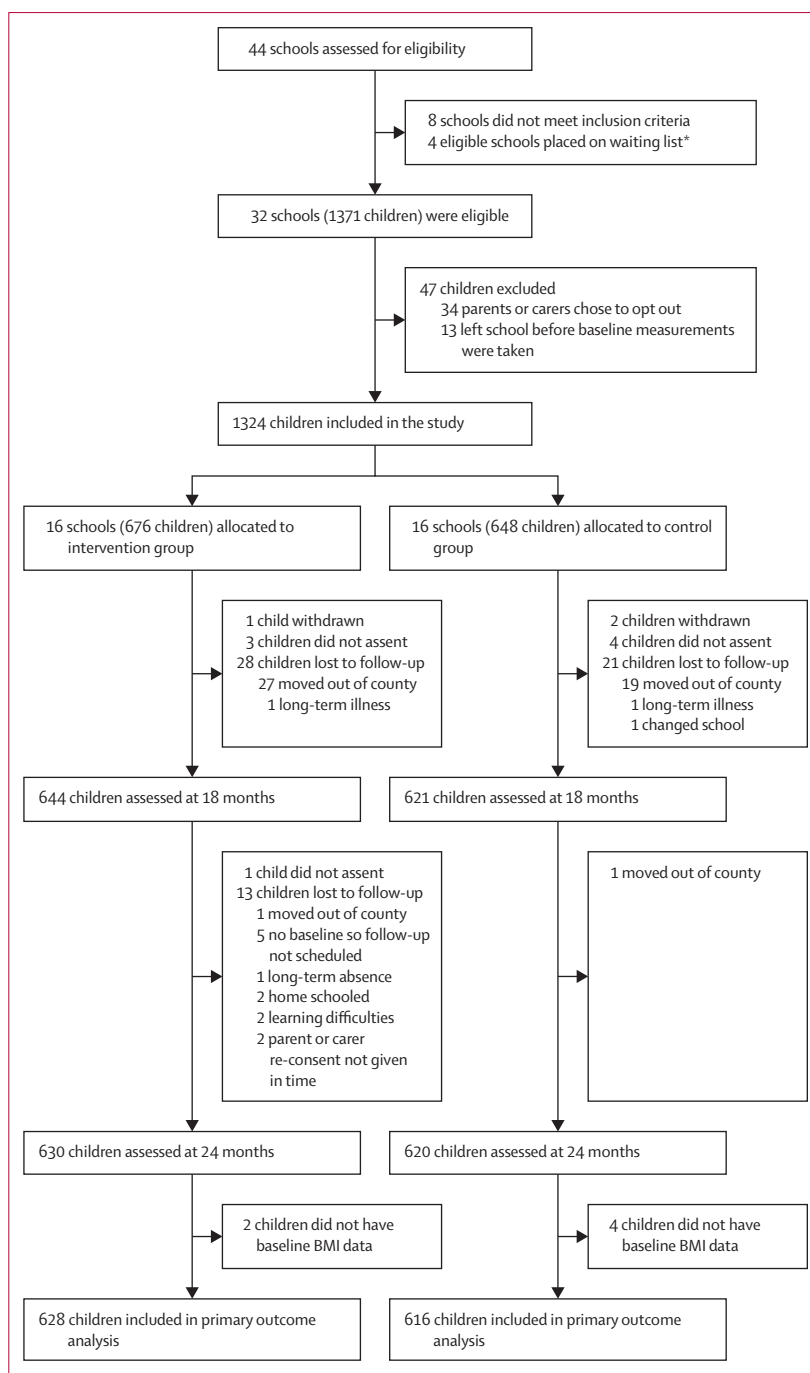 44 schools assessed for eligibility
8 schools did not meet inclusion criteria
4 eligible schools placed on waiting list*
32 schools (1371 children) were eligible
47 children excluded
34 parents or carers chose to opt out
13 left school before baseline measurements
were taken
1324 children included in the study
16 schools (676 children) allocated to
intervention group
16 schools (648 children) allocated to control
group
1 child withdrawn
3 children did not assent
28 children lost to follow-up
27 moved out of county
1 long-term illness
2 children withdrawn
4 children did not assent
21 children lost to follow-up
19 moved out of county
1 long-term illness
1 changed school
644 children assessed at 18 months
621 children assessed at 18 months
1 child did not assent
13 children lost to follow-up
1 moved out of county
5 no baseline so follow-up
not scheduled
1 long-term absence
2 home schooled
2 learning difficulties
2 parent or carer
re-consent not given
in time
1 moved out of county
630 children assessed at 24 months
620 children assessed at 24 months
2 children did not have
baseline BMI data
4 children did not have
baseline BMI data
628 children included in primary outcome
analysis
616 children included in primary outcome
analysis